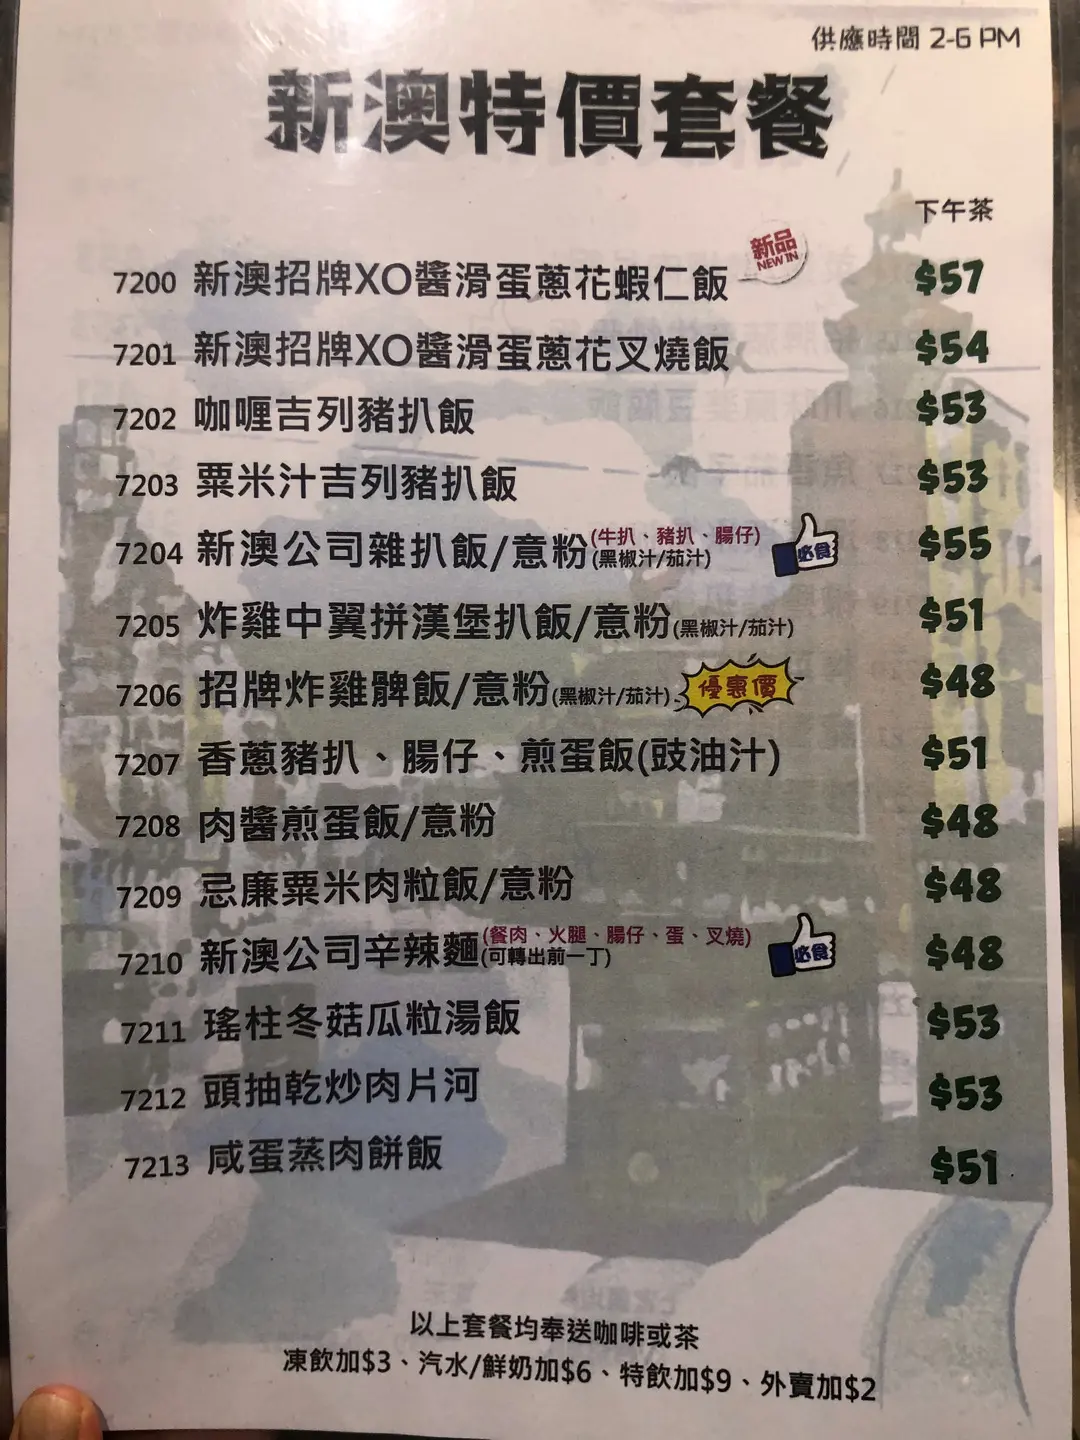 供應時間 2-6 PM
新澳特價套餐
下午茶
7200 新澳招牌XO醬滑蛋蔥花蝦仁飯 新品 NEW IN $57
7201 新澳招牌XO醬滑蛋蔥花叉燒飯 $54
7202 咖喱吉列豬扒飯 $53
7203 粟米汁吉列豬扒飯 $53
7204 新澳公司雜扒飯/意粉 (牛扒、豬扒、腸仔) (黑椒汁/茄汁) 必食 $55
7205 炸雞中翼拼漢堡扒飯/意粉 (黑椒汁/茄汁) $51
7206 招牌炸雞髀飯/意粉 (黑椒汁/茄汁) 優惠價 $48
7207 香蔥豬扒、腸仔、煎蛋飯(豉油汁) $51
7208 肉醬煎蛋飯/意粉 $48
7209 忌廉粟米肉粒飯/意粉 $48
7210 新澳公司辛辣麵 (餐肉、火腿、腸仔、蛋、叉燒) (可轉出前一丁) 必食 $48
7211 瑤柱冬菇瓜粒湯飯 $53
7212 頭抽乾炒肉片河 $53
7213 咸蛋蒸肉餅飯 $51
以上套餐均奉送咖啡或茶
凍飲加$3、汽水/鮮奶加$6、特飲加$9、外賣加$2